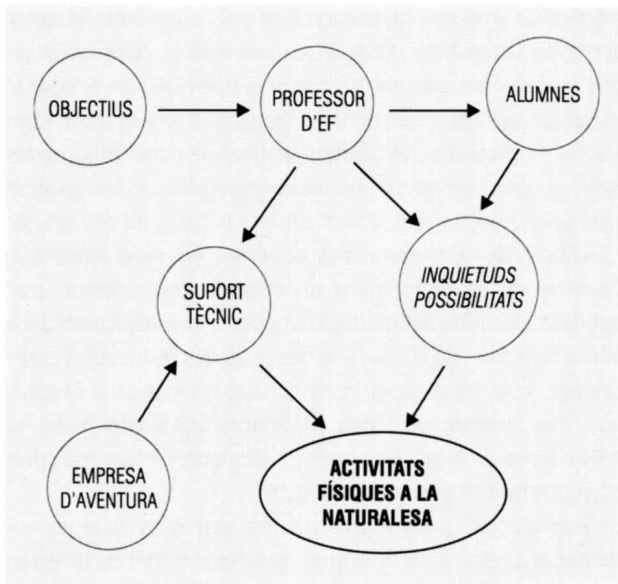 OBJECTIUS
PROFESSOR
D'EF
ALUMNES
SUPORT
TÈCNIC
INQUIETUDS
POSSIBILITATS
EMPRESA
D'AVENTURA
ACTIVITATS
FÍSIQUES A LA
NATURALESA